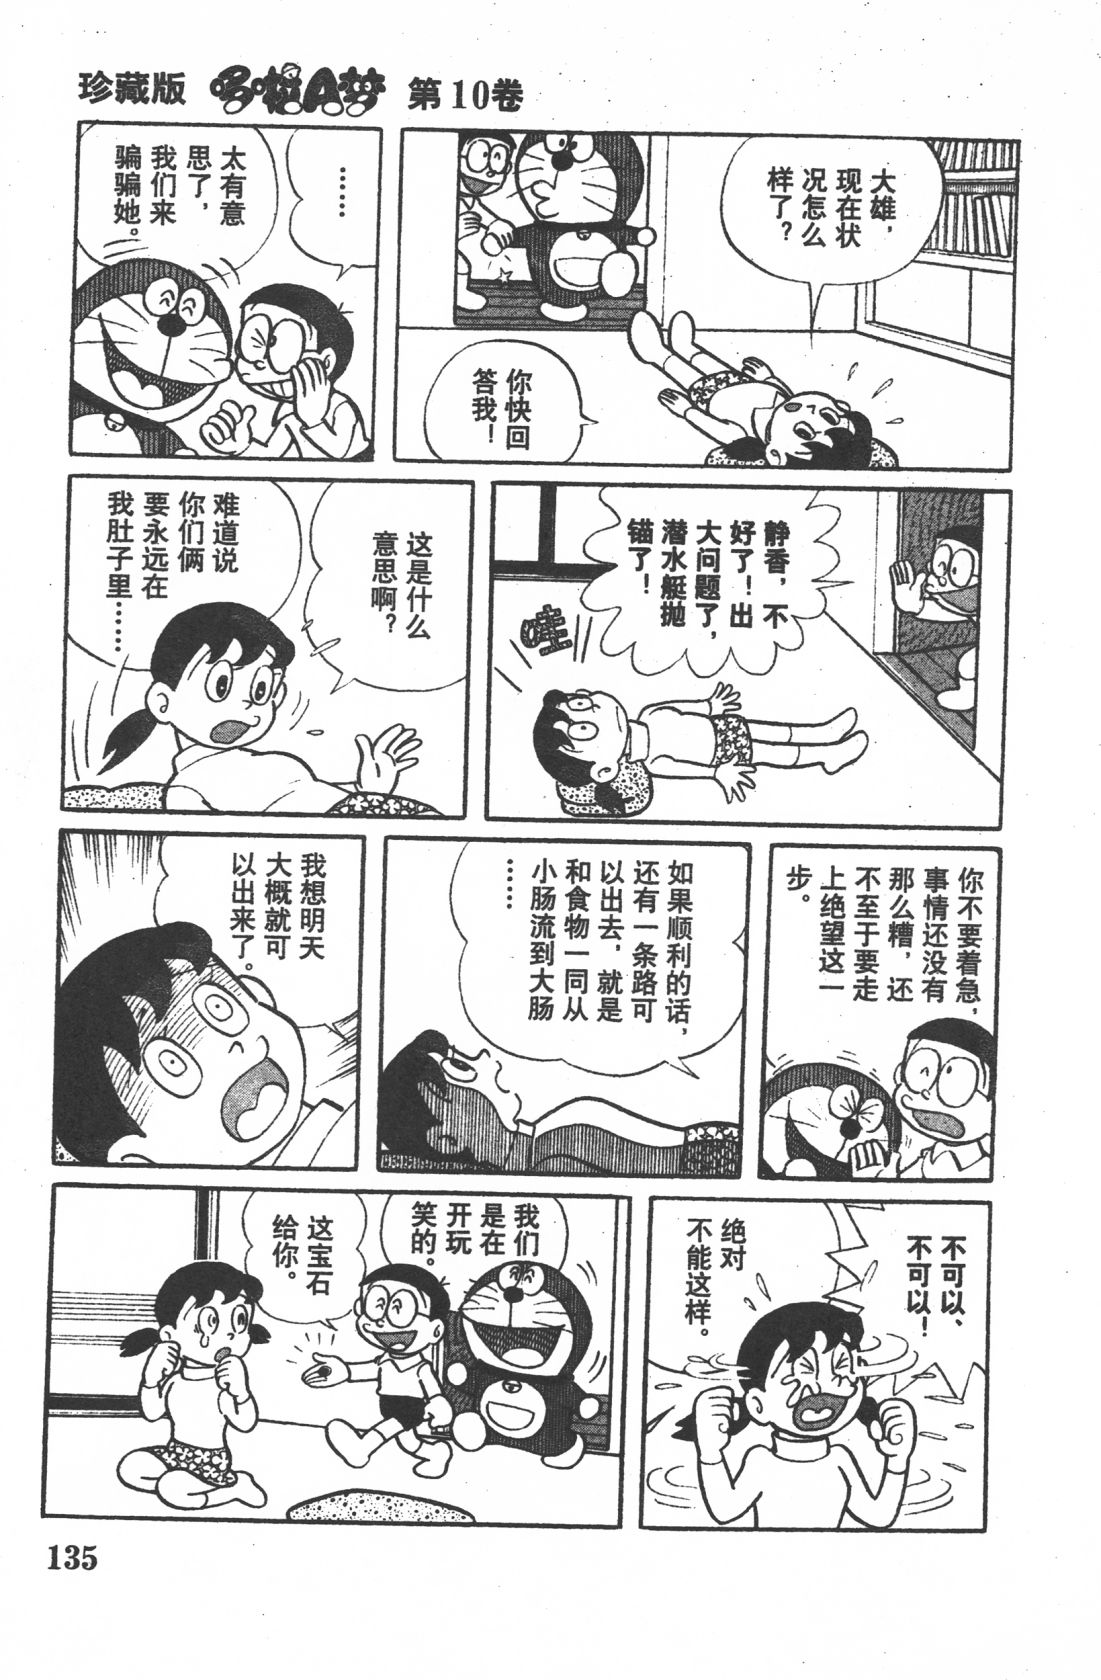 珍藏版 哆啦A梦 第10卷
大雄，
现在状
况怎么
样了？
你快回
答我！
……
太有意
思了，
我们来
骗骗她。
静香，不
好了！出
大问题了，
潜水艇抛
锚了！
哇
这是什么
意思啊？
难道说
你们俩
要永远在
我肚子里……
你不要着急，
事情还没有
那么糟，还
不至于要走
上绝望这一
步。
如果顺利的话，
还有一条路可
以出去，就是
和食物一同从
小肠流到大肠
……
我想明天
大概就可
以出来了。
不可以、
不可以！
绝对
不能这样。
我们
是在
开玩
笑的。
这宝石
给你。
135